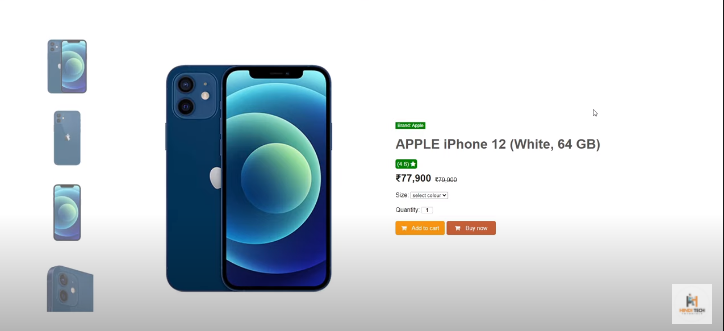 Brand: Apple
APPLE iPhone 12 (White, 64 GB)
(4.6)
₹77,900 ₹79,900
Size: select colour
Quantity: 1
Add to cart Buy now
HINDI TECH